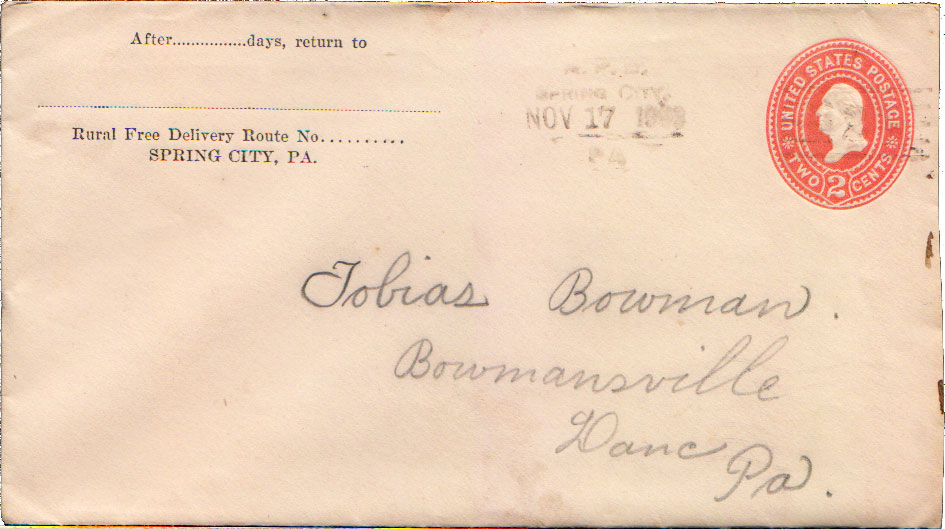 After................days, return to
Rural Free Delivery Route No..........
SPRING CITY, PA.
SPRING CITY,
NOV 17
PA
UNITED STATES POSTAGE
TWO 2 CENTS
Tobias Bowman.
Bowmansville
Lanc
Pa.